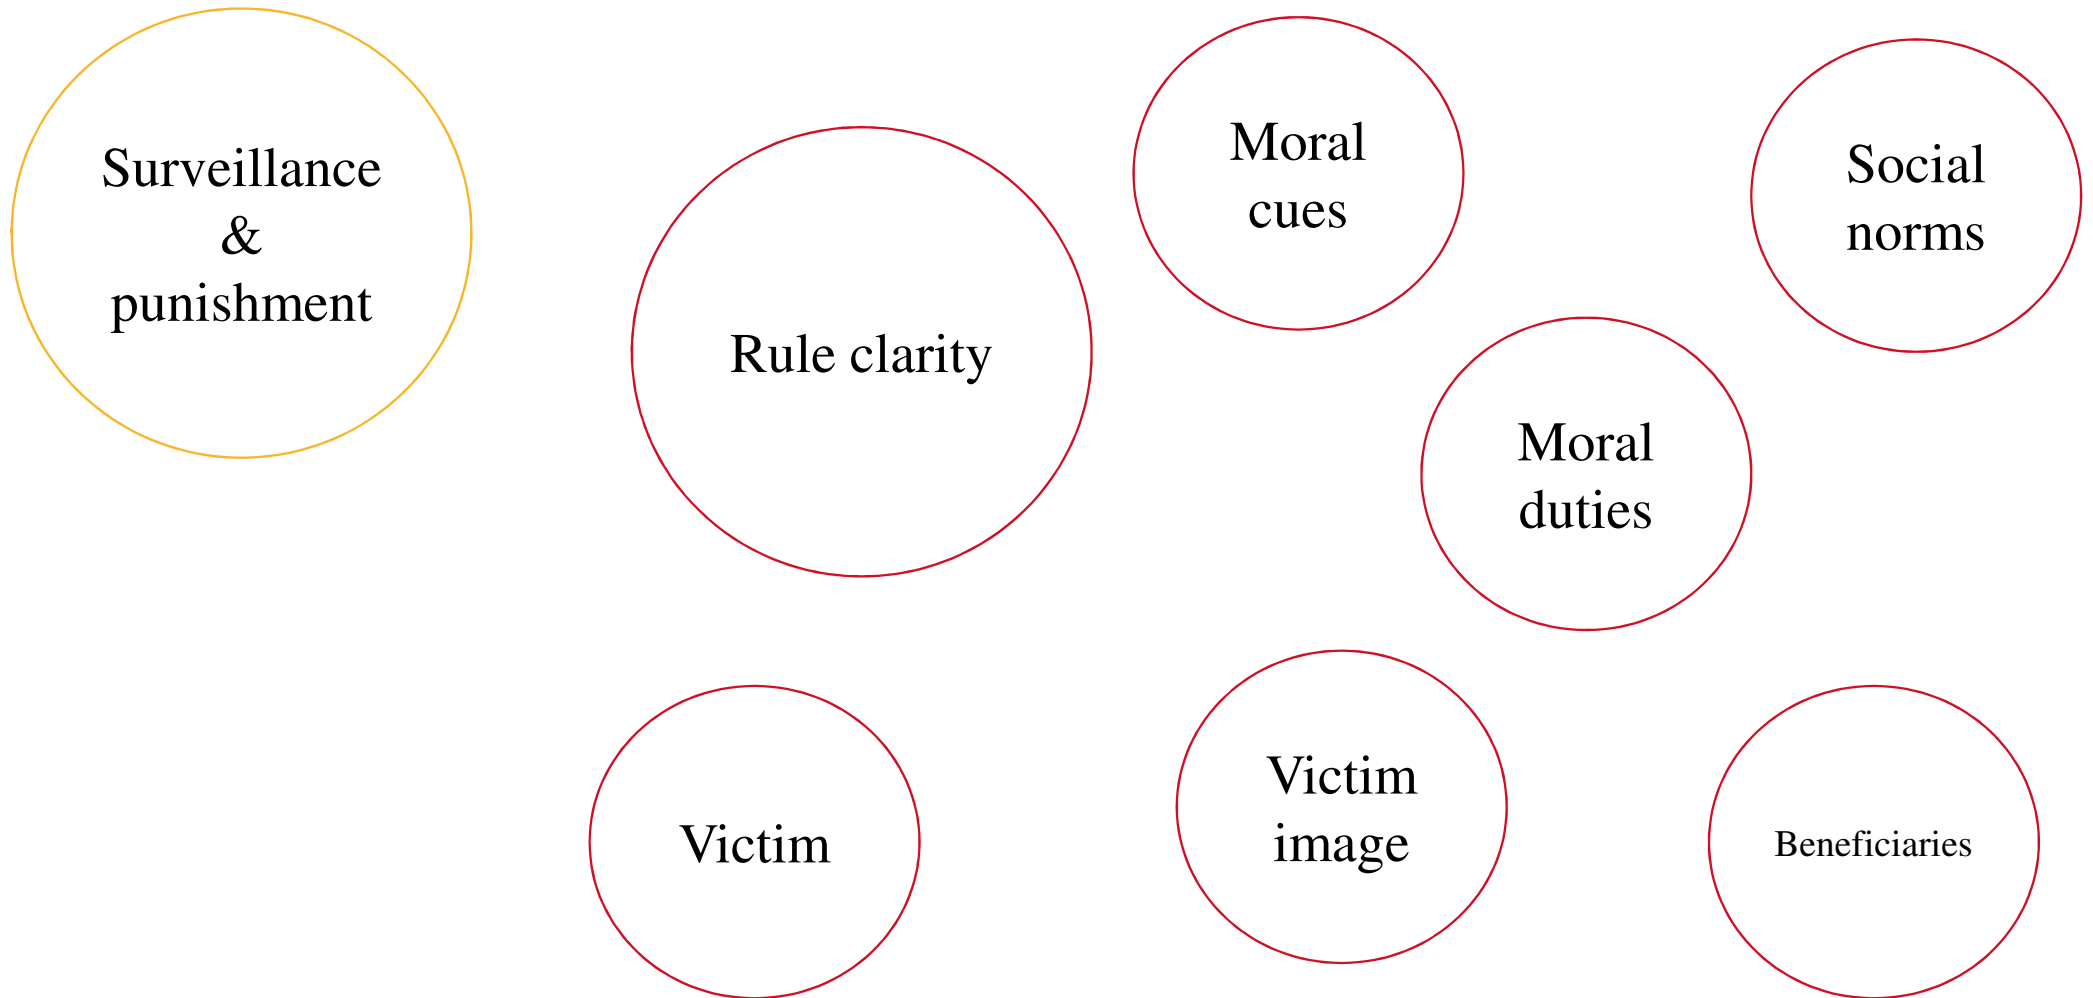 Surveillance
&
punishment
Rule clarity
Moral
cues
Social
norms
Moral
duties
Victim
Victim
image
Beneficiaries